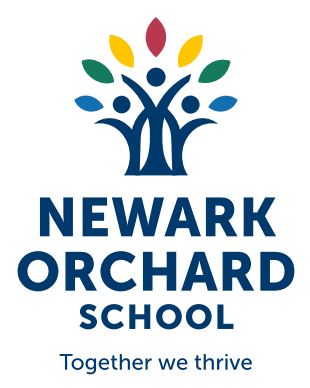 NEWARK
ORCHARD
SCHOOL
Together we thrive